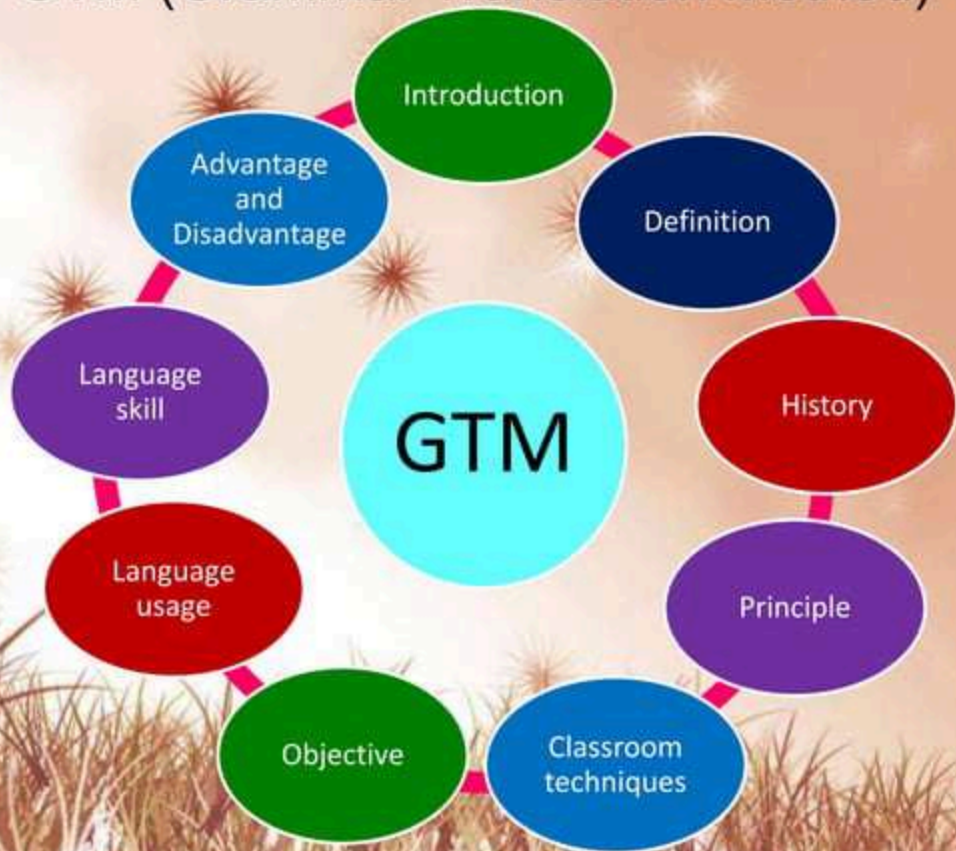 Introduction
Definition
History
Principle
Classroom
techniques
Objective
Language
usage
Language
skill
Advantage
and
Disadvantage
GTM